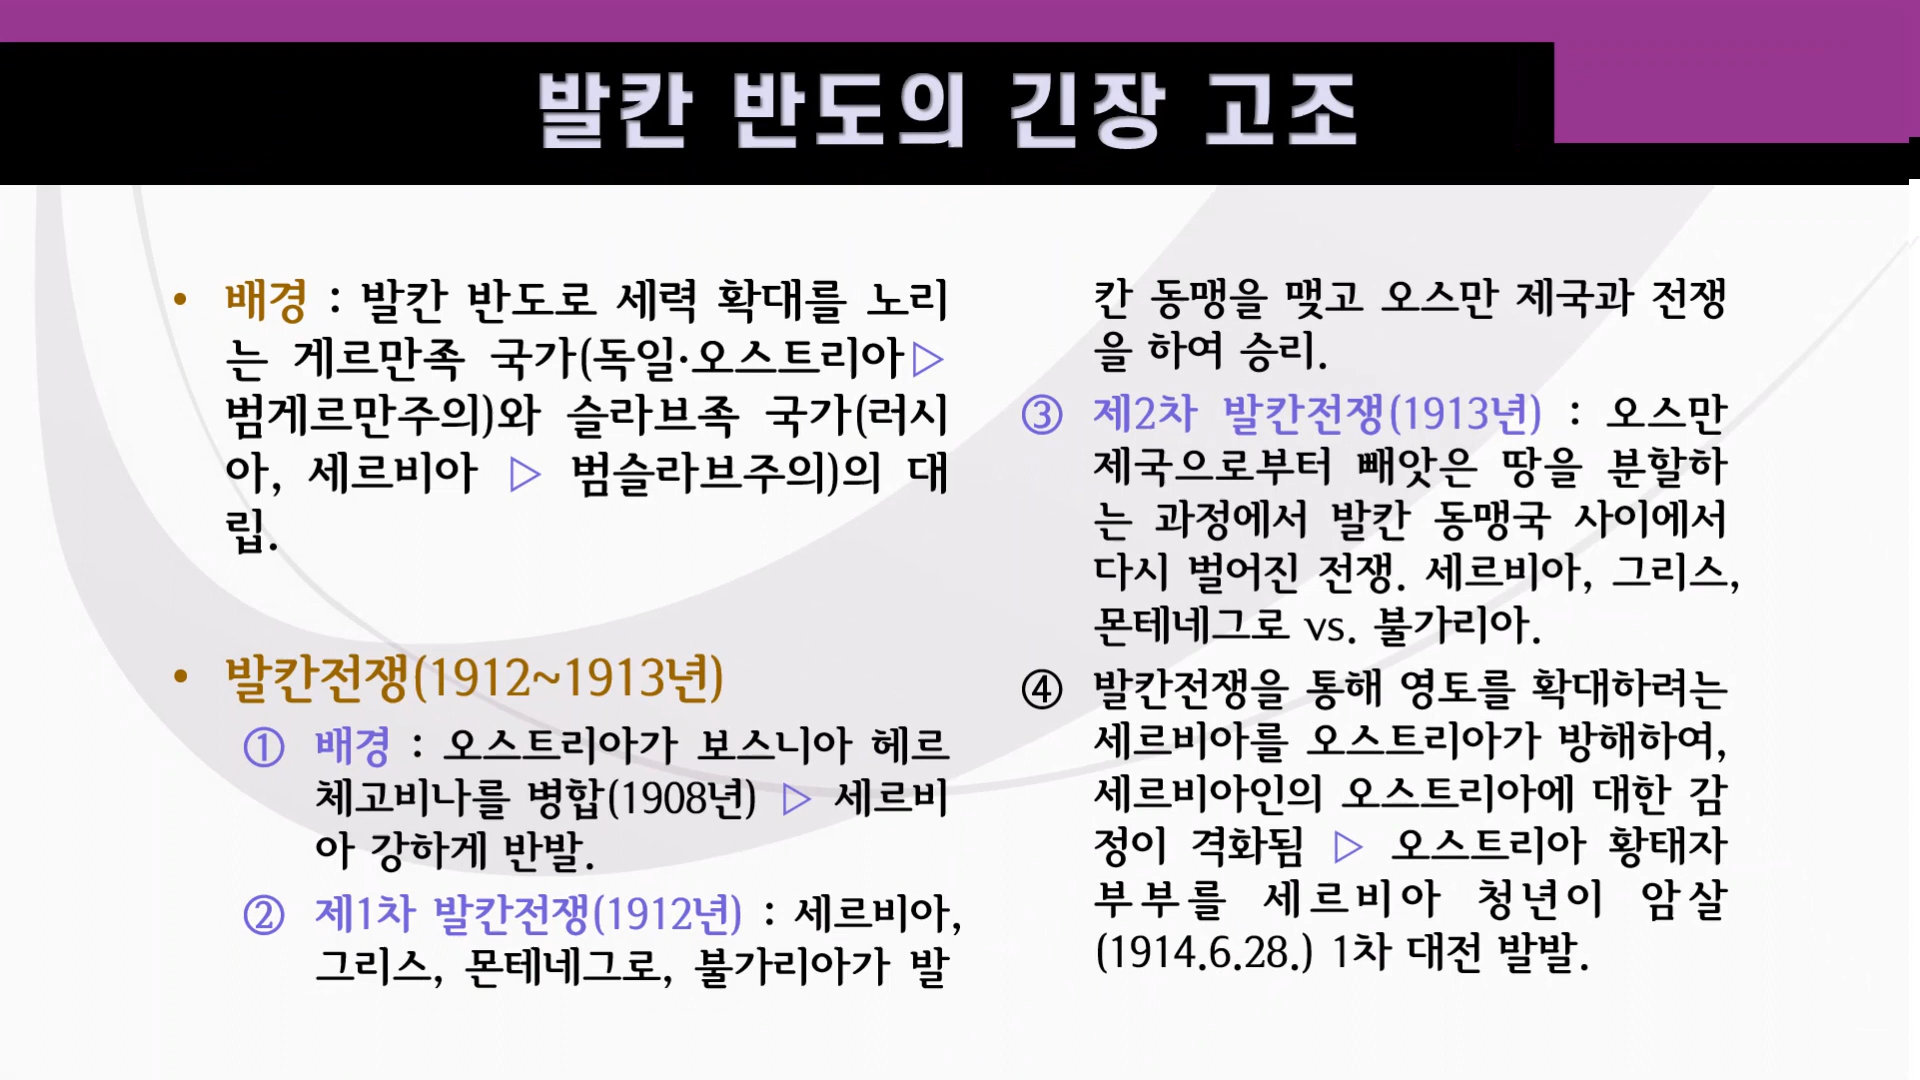 발칸 반도의 긴장 고조
• 배경 : 발칸 반도로 세력 확대를 노리
는 게르만족 국가(독일·오스트리아▷
범게르만주의)와 슬라브족 국가(러시
아, 세르비아 ▷ 범슬라브주의)의 대
립.
• 발칸전쟁(1912~1913년)
① 배경 : 오스트리아가 보스니아 헤르
체고비나를 병합(1908년) ▷ 세르비
아 강하게 반발.
② 제1차 발칸전쟁(1912년) : 세르비아,
그리스, 몬테네그로, 불가리아가 발
칸 동맹을 맺고 오스만 제국과 전쟁
을 하여 승리.
③ 제2차 발칸전쟁(1913년) : 오스만
제국으로부터 빼앗은 땅을 분할하
는 과정에서 발칸 동맹국 사이에서
다시 벌어진 전쟁. 세르비아, 그리스,
몬테네그로 vs. 불가리아.
④ 발칸전쟁을 통해 영토를 확대하려는
세르비아를 오스트리아가 방해하여,
세르비아인의 오스트리아에 대한 감
정이 격화됨 ▷ 오스트리아 황태자
부부를 세르비아 청년이 암살
(1914.6.28.) 1차 대전 발발.